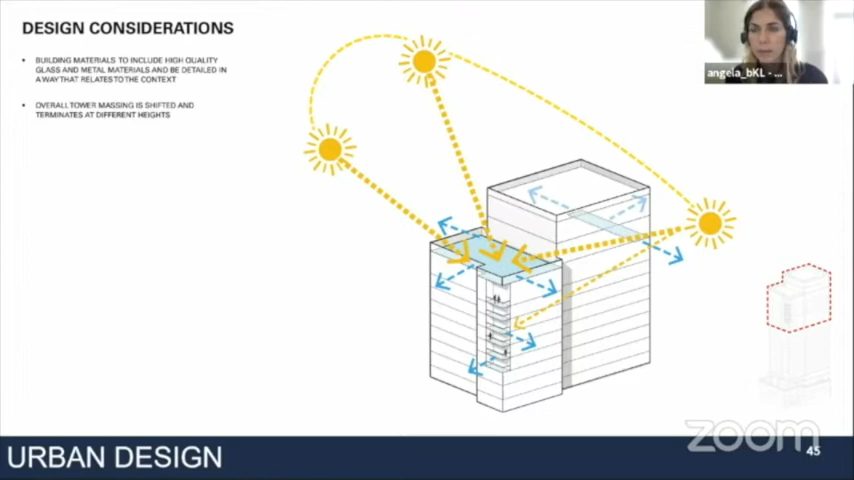 DESIGN CONSIDERATIONS
• BUILDING MATERIALS TO INCLUDE HIGH QUALITY
GLASS AND METAL MATERIALS AND BE DETAILED IN
A WAY THAT RELATES TO THE CONTEXT
• OVERALL TOWER MASSING IS SHIFTED AND
TERMINATES AT DIFFERENT HEIGHTS
angela_bKL - ...
zoom
45
URBAN DESIGN